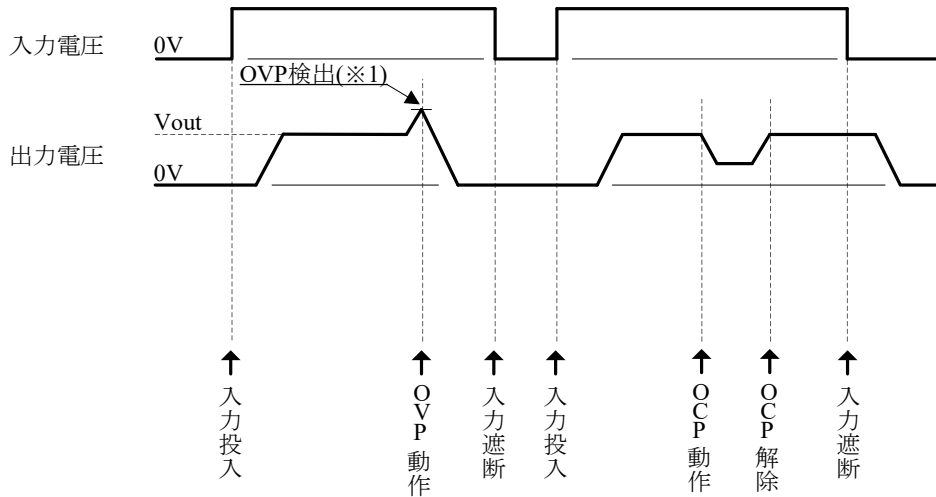 入力電圧
0V
OVP検出(※1)
Vout
出力電圧
0V
入力投入
OVP動作
入力遮断
入力投入
OCP動作
OCP解除
入力遮断